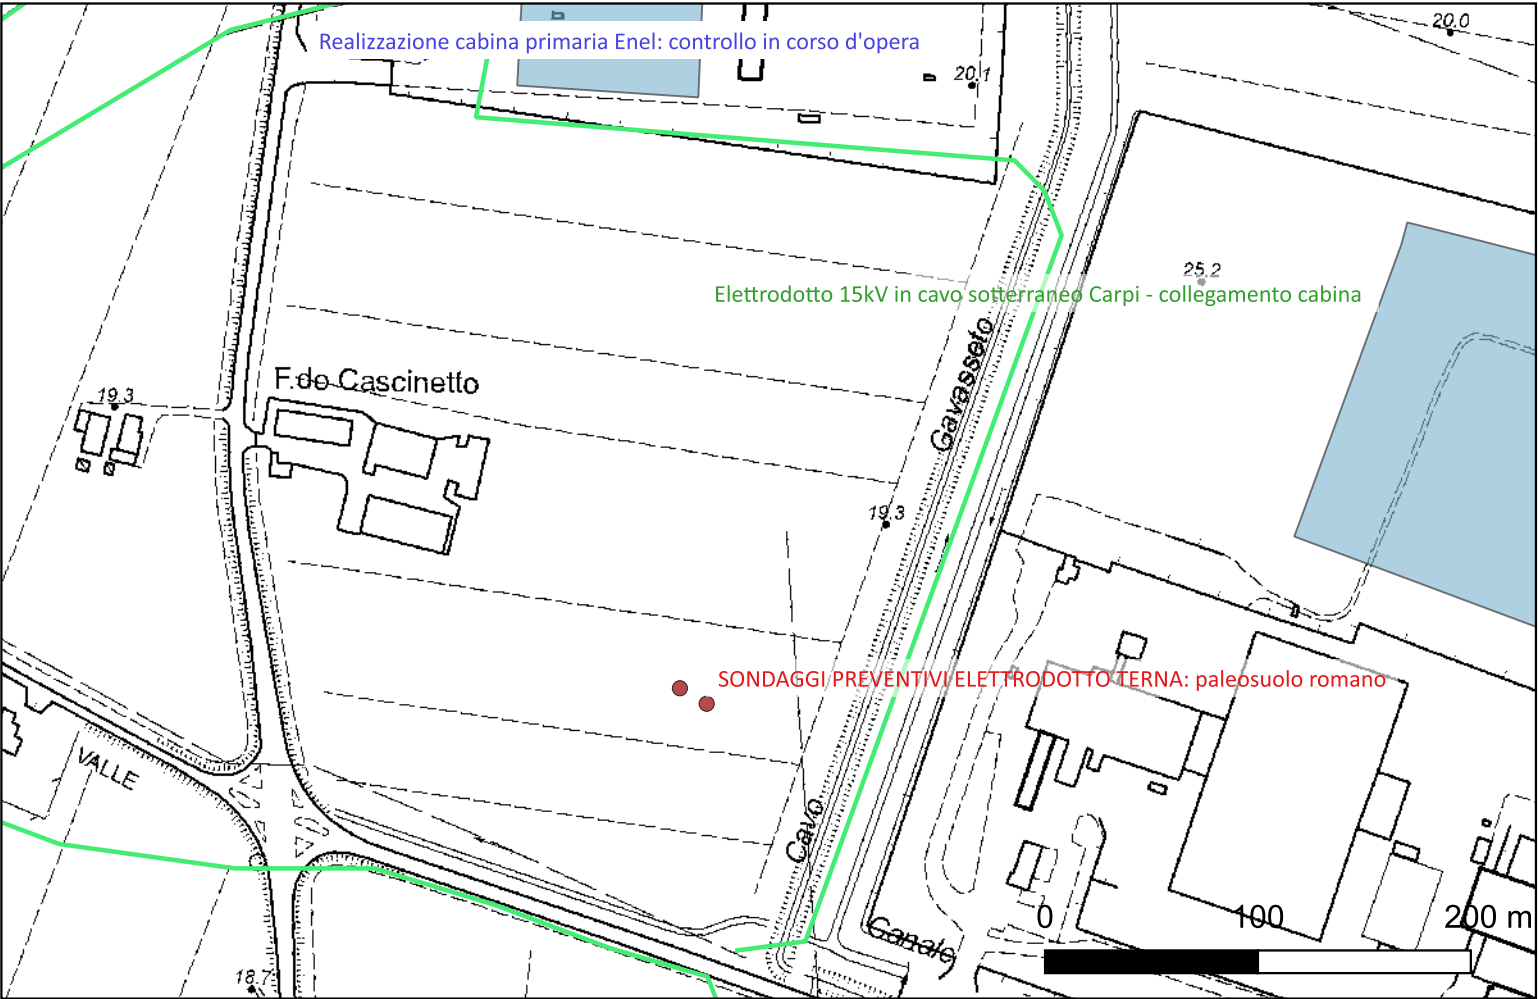 20.0
Realizzazione cabina primaria Enel: controllo in corso d'opera
20.1
25.2
Elettrodotto 15kV in cavo sotterraneo Carpi - collegamento cabina
F.do Cascinetto
19.3
Gavasseto
19.3
SONDAGGI PREVENTIVI ELETTRODOTTO TERNA: paleosuolo romano
VALLE
Cavo
Canale
0 100 200 m
18.7